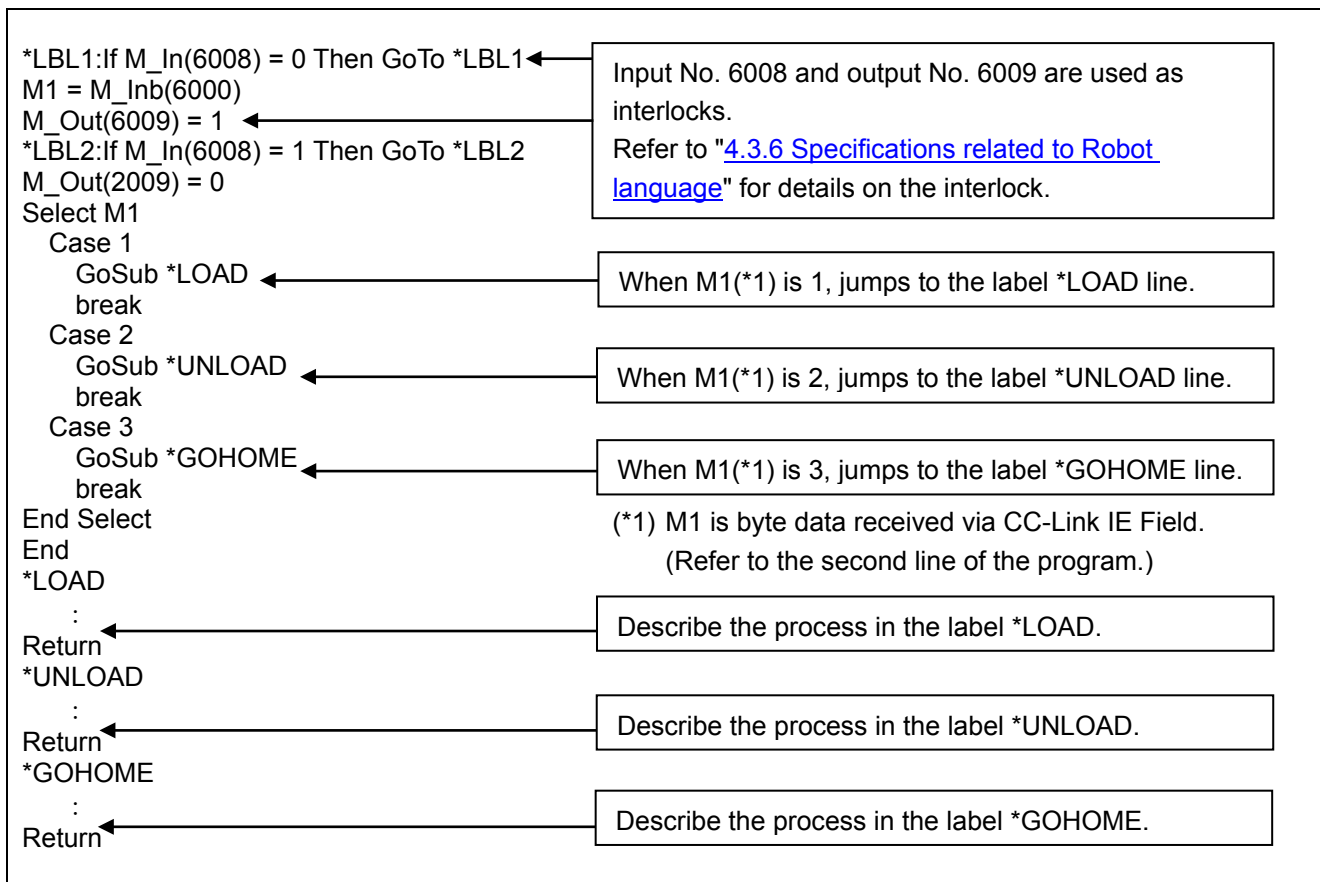 *LBL1:If M_In(6008) = 0 Then GoTo *LBL1
M1 = M_Inb(6000)
M_Out(6009) = 1
*LBL2:If M_In(6008) = 1 Then GoTo *LBL2
M_Out(2009) = 0
Input No. 6008 and output No. 6009 are used as
interlocks.
Refer to "4.3.6 Specifications related to Robot
language" for details on the interlock.
Select M1
Case 1
GoSub *LOAD
When M1(*1) is 1, jumps to the label *LOAD line.
break
Case 2
GoSub *UNLOAD
When M1(*1) is 2, jumps to the label *UNLOAD line.
break
Case 3
GoSub *GOHOME
When M1(*1) is 3, jumps to the label *GOHOME line.
break
End Select
(*1) M1 is byte data received via CC-Link IE Field.
(Refer to the second line of the program.)
End
*LOAD
:
Return
Describe the process in the label *LOAD.
*UNLOAD
:
Return
Describe the process in the label *UNLOAD.
*GOHOME
:
Return
Describe the process in the label *GOHOME.